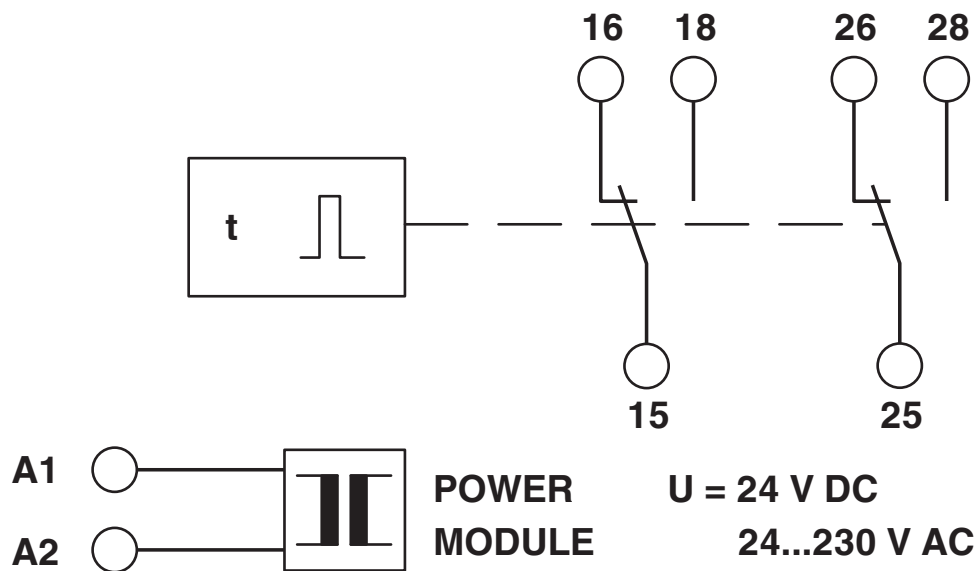 16 18 26 28
t
15 25
A1
POWER U = 24 V DC
A2
MODULE 24...230 V AC